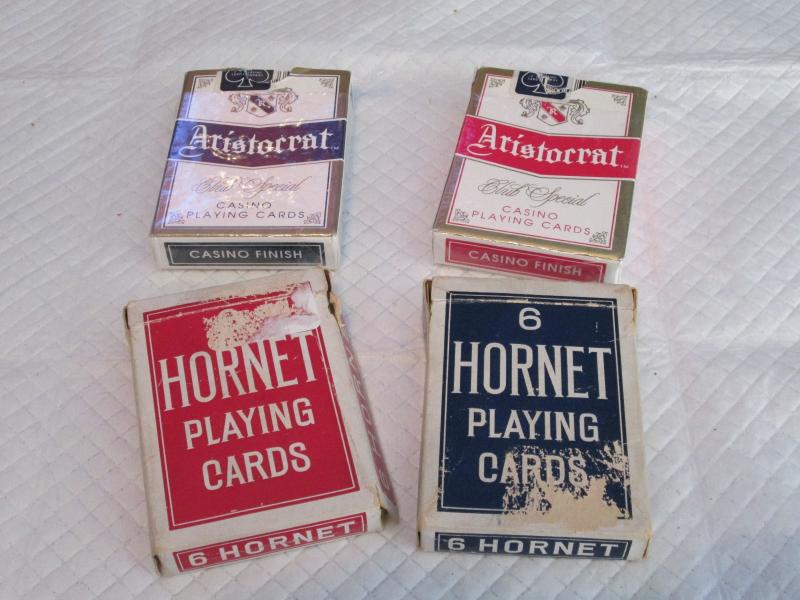 Aristocrat
Club Special
CASINO
PLAYING CARDS
CASINO FINISH
Aristocrat
Club Special
CASINO
PLAYING CARDS
CASINO FINISH
HORNET
PLAYING
CARDS
6 HORNET
6
HORNET
PLAYING
CARDS
6 HORNET